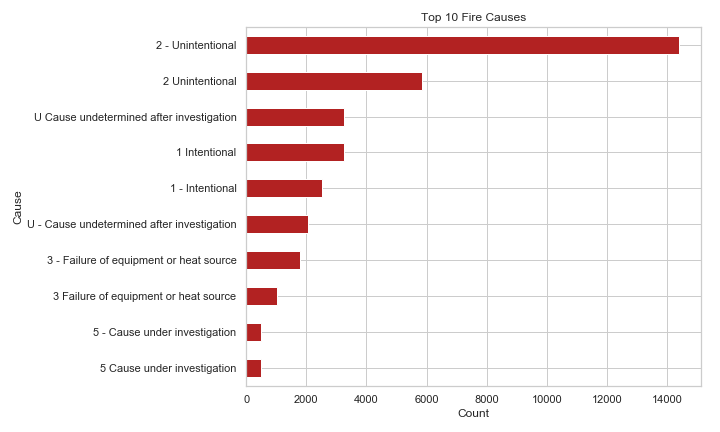 Top 10 Fire Causes
2 - Unintentional
2 Unintentional
U Cause undetermined after investigation
1 Intentional
1 - Intentional
U - Cause undetermined after investigation
3 - Failure of equipment or heat source
3 Failure of equipment or heat source
5 - Cause under investigation
5 Cause under investigation
Cause
0 2000 4000 6000 8000 10000 12000 14000
Count